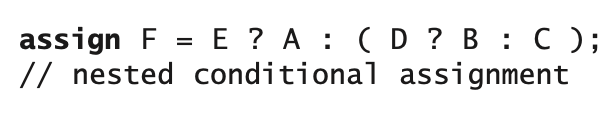 assign F = E ? A : ( D ? B : C );
// nested conditional assignment